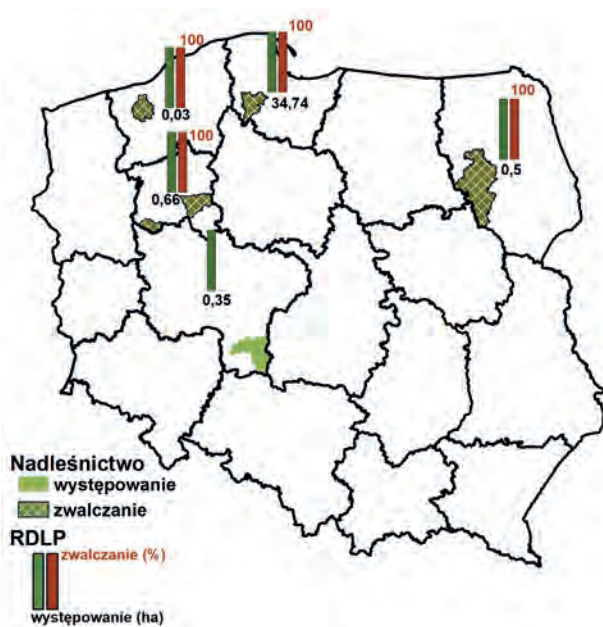 100
0,03
100
34,74
100
0,5
100
0,66
0,35
Nadleśnictwo
występowanie
zwalczanie
RDLP
zwalczanie (%)
występowanie (ha)